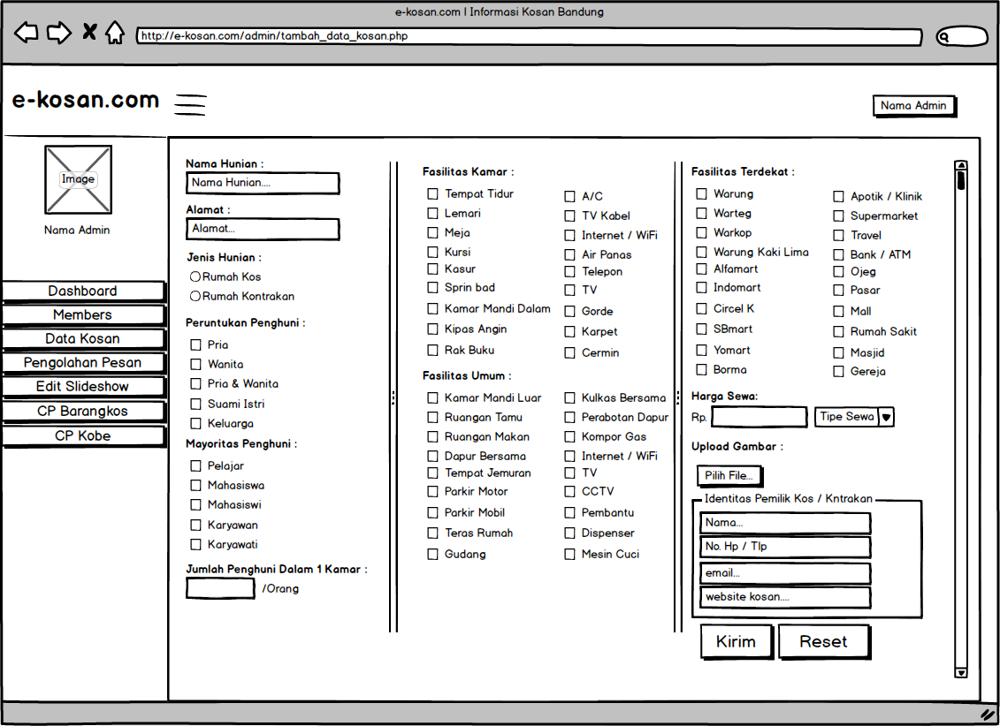 e-kosan.com | Informasi Kosan Bandung
http://e-kosan.com/admin/tambah_data_kosan.php
e-kosan.com
Nama Admin
Image
Nama Admin
Dashboard
Members
Data Kosan
Pengolahan Pesan
Edit Slideshow
CP Barangkos
CP Kobe
Nama Hunian :
Nama Hunian....
Alamat :
Alamat...
Jenis Hunian :
Rumah Kos
Rumah Kontrakan
Peruntukan Penghuni :
Pria
Wanita
Pria & Wanita
Suami Istri
Keluarga
Mayoritas Penghuni :
Pelajar
Mahasiswa
Mahasiswi
Karyawan
Karyawati
Jumlah Penghuni Dalam 1 Kamar :
/Orang
Fasilitas Kamar :
Tempat Tidur
Lemari
Meja
Kursi
Kasur
Sprin bad
Kamar Mandi Dalam
Kipas Angin
Rak Buku
A/C
TV Kabel
Internet / WiFi
Air Panas
Telepon
TV
Gorde
Karpet
Cermin
Fasilitas Umum :
Kamar Mandi Luar
Ruangan Tamu
Ruangan Makan
Dapur Bersama
Tempat Jemuran
Parkir Motor
Parkir Mobil
Teras Rumah
Gudang
Kulkas Bersama
Perabotan Dapur
Kompor Gas
Internet / WiFi
TV
CCTV
Pembantu
Dispenser
Mesin Cuci
Fasilitas Terdekat :
Warung
Warteg
Warkop
Warung Kaki Lima
Alfamart
Indomart
Circel K
SBmart
Yomart
Borma
Apotik / Klinik
Supermarket
Travel
Bank / ATM
Ojeg
Pasar
Mall
Rumah Sakit
Masjid
Gereja
Harga Sewa:
Rp.
Tipe Sewa
Upload Gambar :
Pilih File...
Identitas Pemilik Kos / Kntrakan
Nama...
No. Hp / Tlp
email...
website kosan....
Kirim
Reset